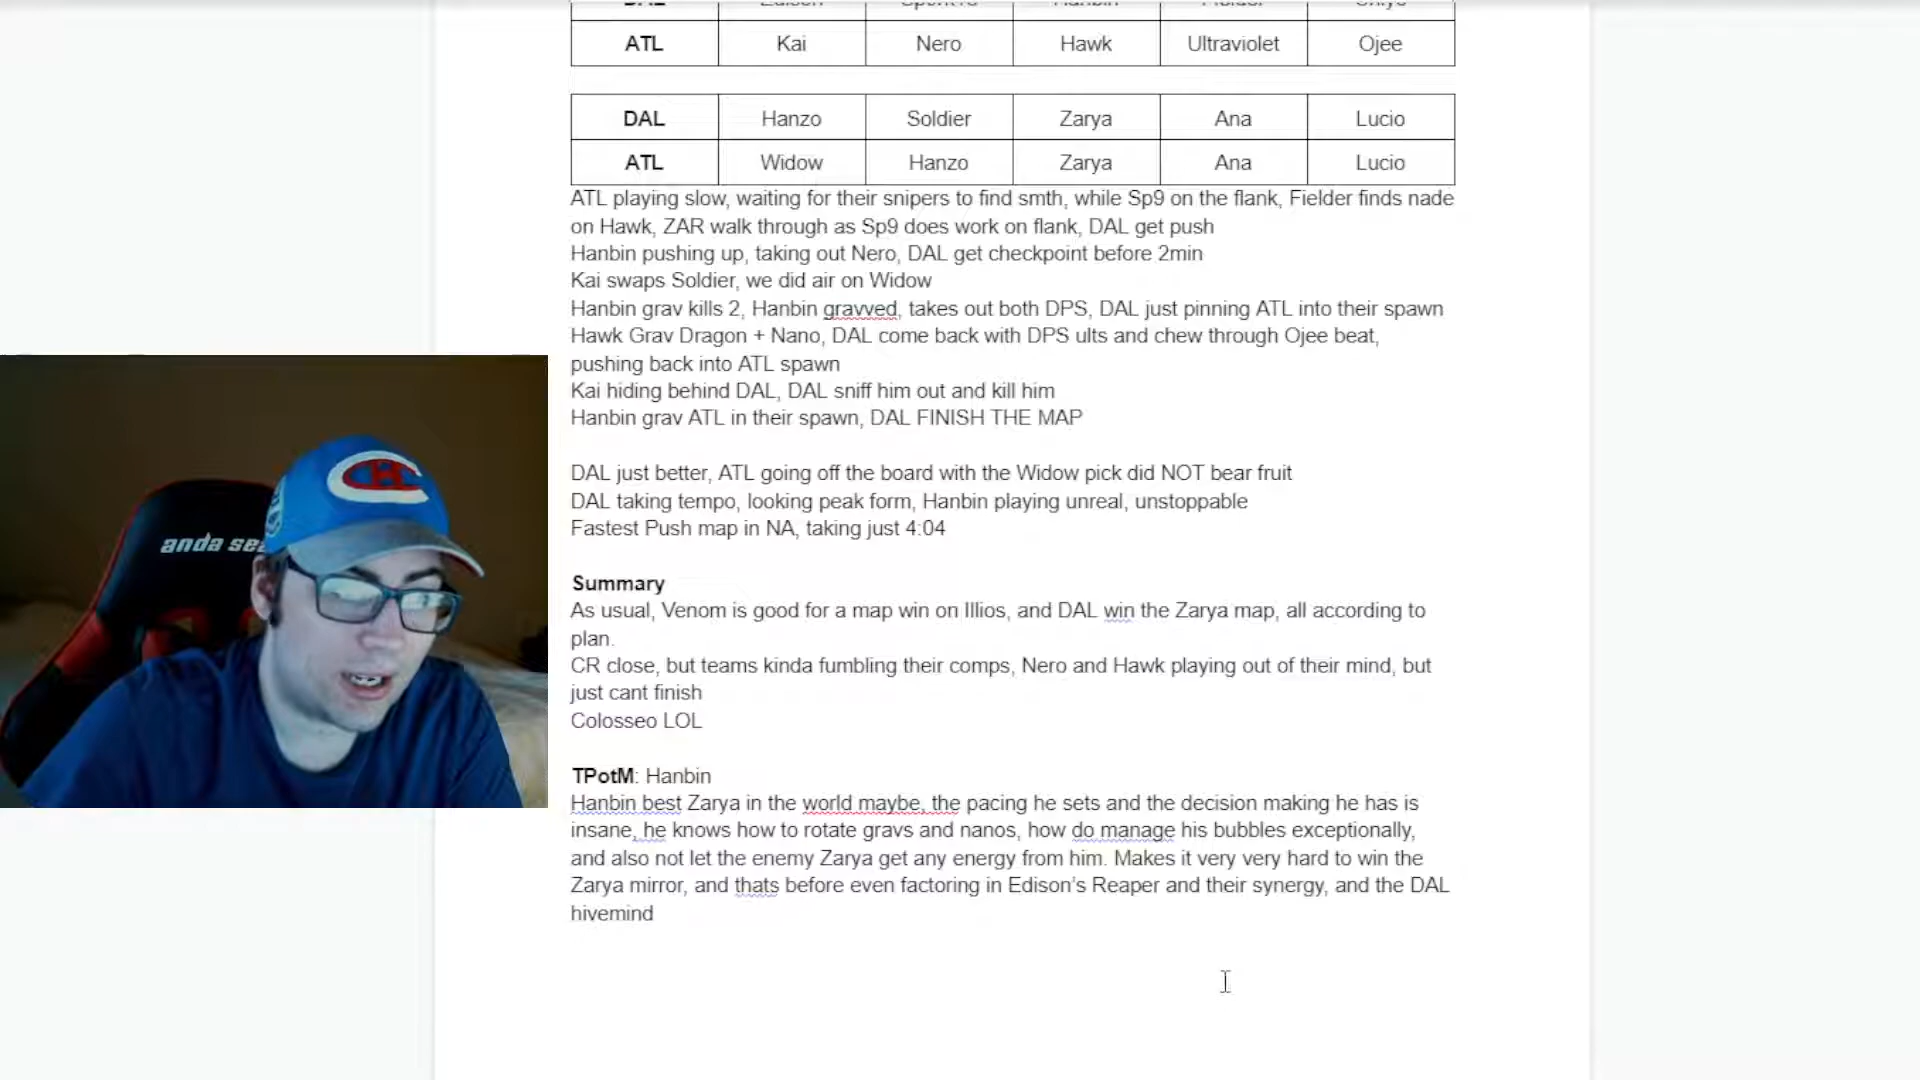 ATL Kai Nero Hawk Ultraviolet Ojee
DAL Hanzo Soldier Zarya Ana Lucio
ATL Widow Hanzo Zarya Ana Lucio
ATL playing slow, waiting for their snipers to find smth, while Sp9 on the flank, Fielder finds nade
on Hawk, ZAR walk through as Sp9 does work on flank, DAL get push
Hanbin pushing up, taking out Nero, DAL get checkpoint before 2min
Kai swaps Soldier, we did air on Widow
Hanbin grav kills 2, Hanbin gravved, takes out both DPS, DAL just pinning ATL into their spawn
Hawk Grav Dragon + Nano, DAL come back with DPS ults and chew through Ojee beat,
pushing back into ATL spawn
Kai hiding behind DAL, DAL sniff him out and kill him
Hanbin grav ATL in their spawn, DAL FINISH THE MAP
DAL just better, ATL going off the board with the Widow pick did NOT bear fruit
DAL taking tempo, looking peak form, Hanbin playing unreal, unstoppable
Fastest Push map in NA, taking just 4:04
anda sea
Summary
As usual, Venom is good for a map win on Illios, and DAL win the Zarya map, all according to
plan.
CR close, but teams kinda fumbling their comps, Nero and Hawk playing out of their mind, but
just cant finish
Colosseo LOL
TPotM: Hanbin
Hanbin best Zarya in the world maybe, the pacing he sets and the decision making he has is
insane, he knows how to rotate gravs and nanos, how do manage his bubbles exceptionally,
and also not let the enemy Zarya get any energy from him. Makes it very very hard to win the
Zarya mirror, and thats before even factoring in Edison's Reaper and their synergy, and the DAL
hivemind